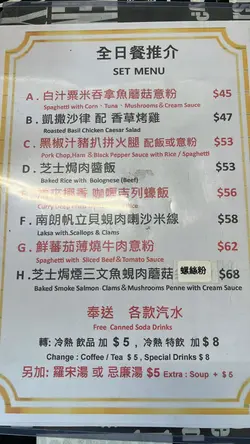 全日餐推介
SET MENU
A . 白汁粟米吞拿魚蘑菇意粉 $45
Spaghetti with Corn、Tuna、Mushrooms & Cream Sauce
B . 凱撒沙律 配 香草烤雞 $47
Roasted Basil Chicken Caesar Salad
C . 黑椒汁豬扒拼火腿 配飯或意粉 $53
Pork Chop,Ham & Black Pepper Sauce with Rice / Spaghetti
D . 芝士焗肉醬飯 $53
Baked Rice with Bolognese (Beef)
咖喱吉列蠔飯 $56
F . 南朗帆立貝蜆肉喇沙米線 $58
Laksa with Scallops & Clams
G . 鮮蕃茄薄燒牛肉意粉 $62
Spaghetti with Sliced Beef & Tomato Sauce
H . 芝士焗煙三文魚蜆肉蘑菇 螺絲粉 $68
Baked Smoke Salmon Clams & Mushrooms Penne with Cream Sauce
奉送 各款汽水
Free Canned Soda Drinks
轉: 冷熱 飲品 加 $ 5 , 冷熱 特飲 加 $ 8
Change : Coffee / Tea $ 5 , Special Drinks $ 8
另加: 羅宋湯 或 忌廉湯 $5 Extra : Soup + $ 5